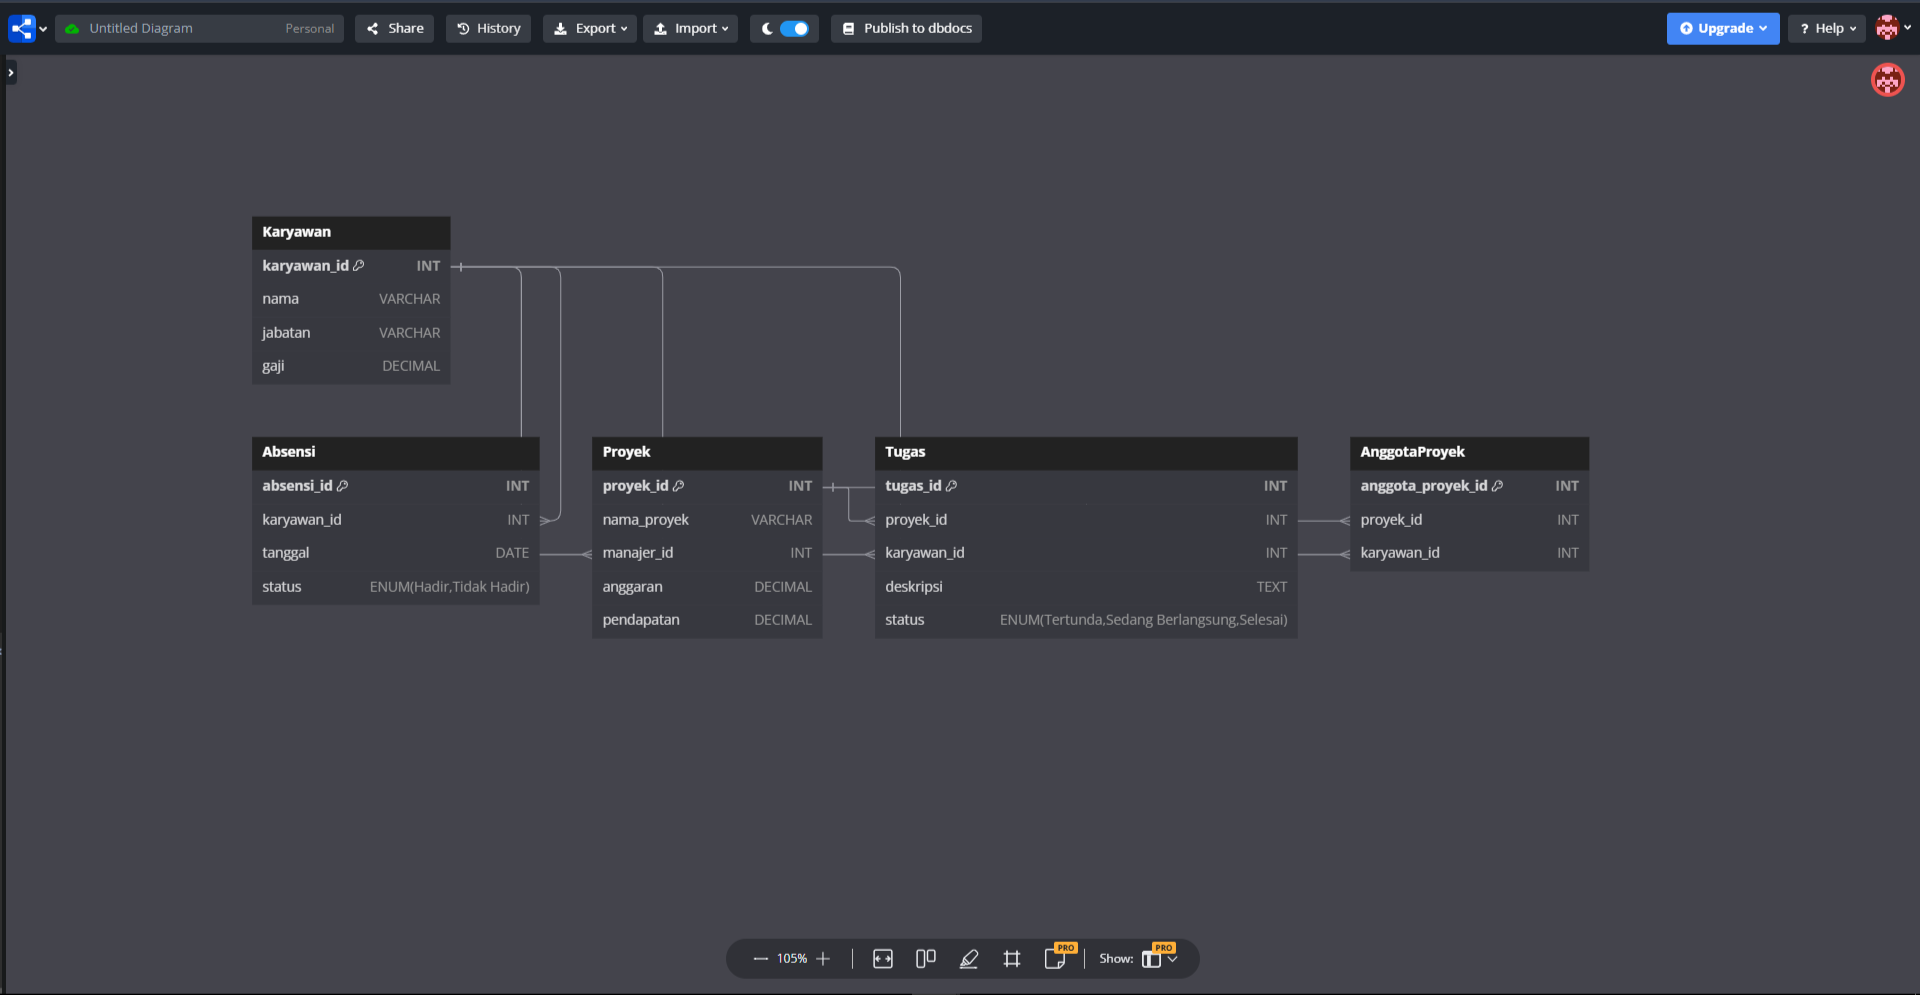 Untitled Diagram Personal Share History Export Import Publish to dbdocs Upgrade ? Help
Karyawan
karyawan_id INT
nama VARCHAR
jabatan VARCHAR
gaji DECIMAL
Absensi
absensi_id INT
karyawan_id INT
tanggal DATE
status ENUM(Hadir,Tidak Hadir)
Proyek
proyek_id INT
nama_proyek VARCHAR
manajer_id INT
anggaran DECIMAL
pendapatan DECIMAL
Tugas
tugas_id INT
proyek_id INT
karyawan_id INT
deskripsi TEXT
status ENUM(Tertunda,Sedang Berlangsung,Selesai)
AnggotaProyek
anggota_proyek_id INT
proyek_id INT
karyawan_id INT
PRO PRO
105% Show: